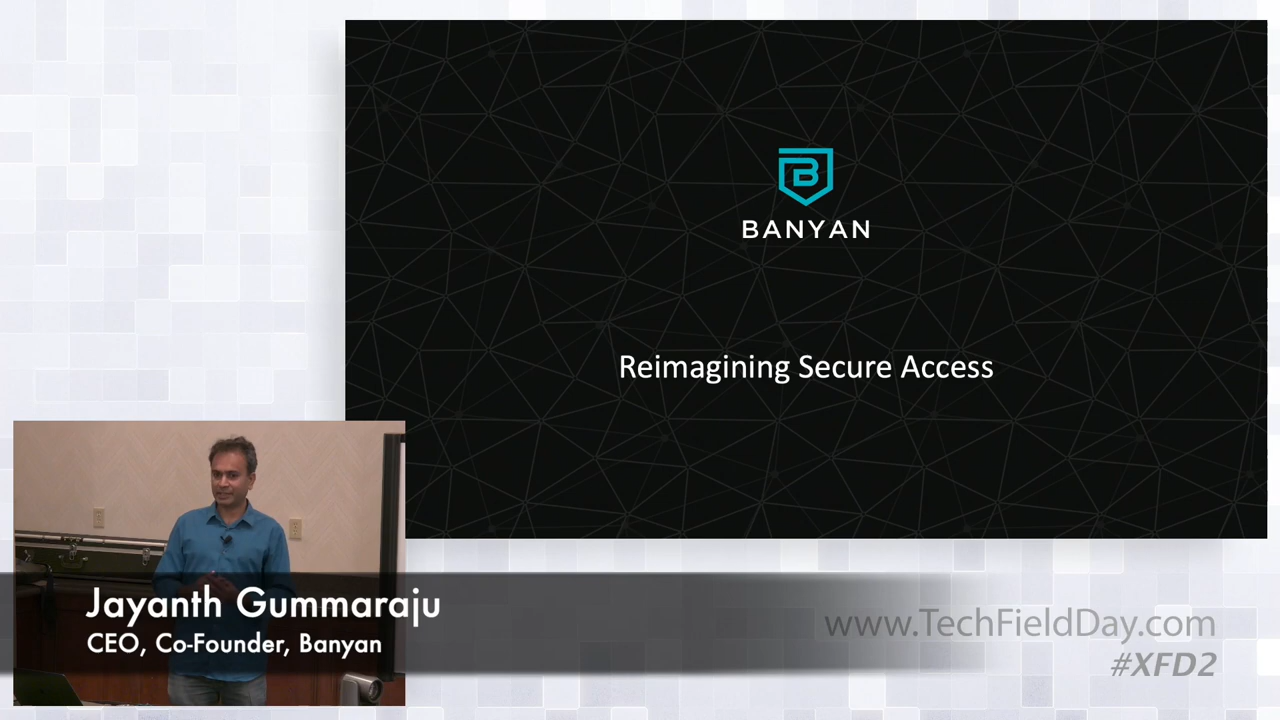 B
BANYAN
Reimagining Secure Access
Jayanth Gummaraju
CEO, Co-Founder, Banyan
www.TechFieldDay.com
#XFD2